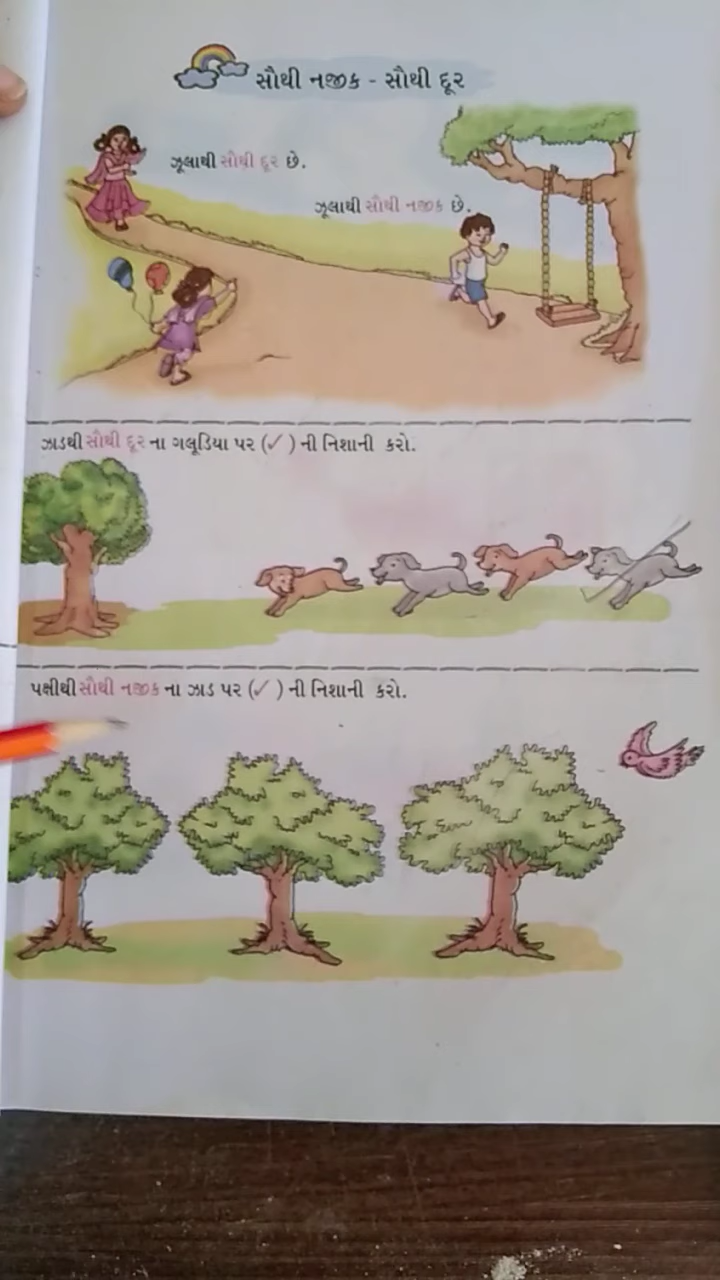 સૌથી નજીક - સૌથી દૂર
ઝૂલાથી સૌથી દૂર છે.
ઝૂલાથી સૌથી નજીક છે.
ઝાડથી સૌથી દૂર ના ગલૂડિયા પર (✓) ની નિશાની કરો.
પક્ષીથી સૌથી નજીક ના ઝાડ પર (✓) ની નિશાની કરો.